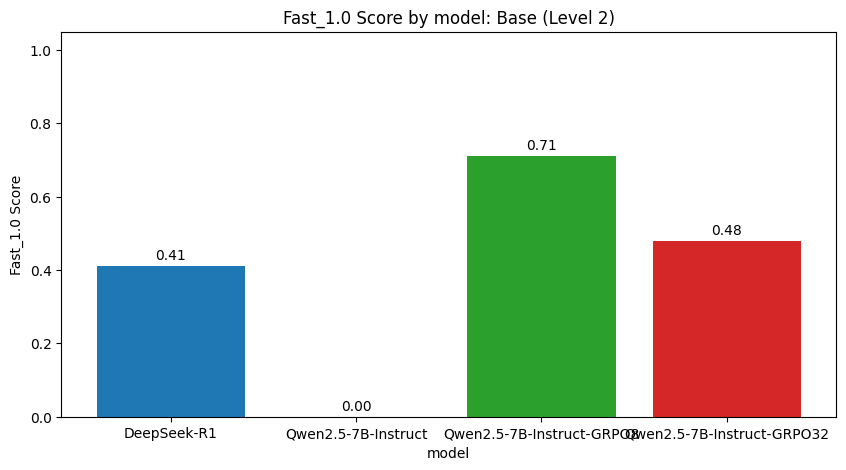 Fast_1.0 Score by model: Base (Level 2)
Fast_1.0 Score
1.0
0.8
0.6
0.4
0.2
0.0
0.41
0.00
0.71
0.48
DeepSeek-R1
Qwen2.5-7B-Instruct
Qwen2.5-7B-Instruct-GRPO8
Qwen2.5-7B-Instruct-GRPO32
model